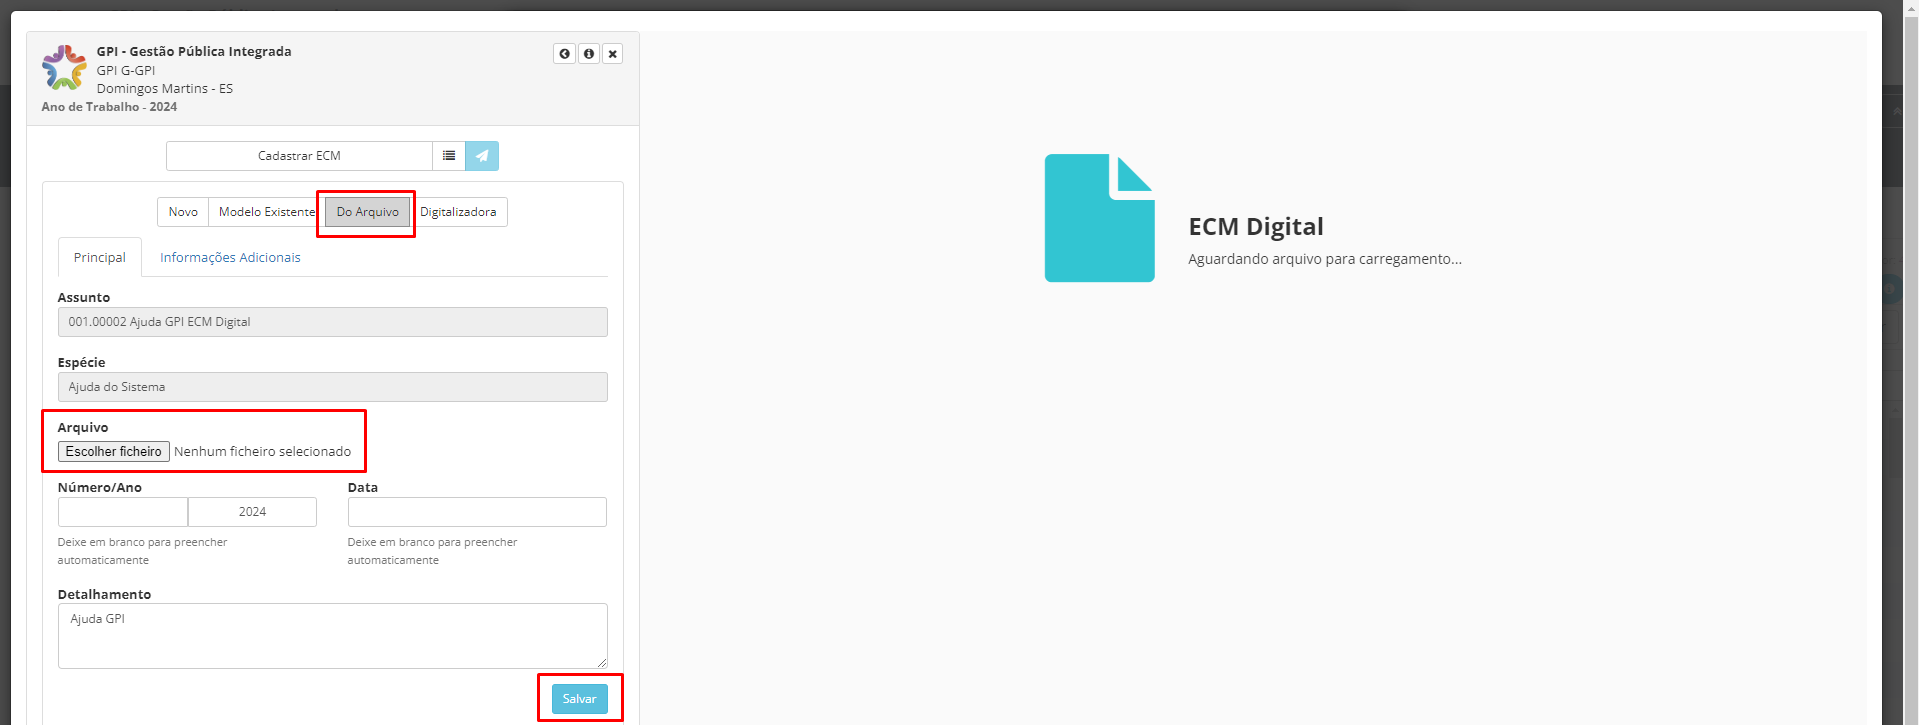 GPI - Gestão Pública Integrada
GPI G-GPI
Domingos Martins - ES
Ano de Trabalho - 2024
Cadastrar ECM
Novo
Modelo Existente
Do Arquivo
Digitalizadora
Principal
Informações Adicionais
Assunto
001.00002 Ajuda GPI ECM Digital
Espécie
Ajuda do Sistema
Arquivo
Escolher ficheiro Nenhum ficheiro selecionado
Número/Ano
Data
2024
Deixe em branco para preencher
automaticamente
Deixe em branco para preencher
automaticamente
Detalhamento
Ajuda GPI
Salvar
ECM Digital
Aguardando arquivo para carregamento...